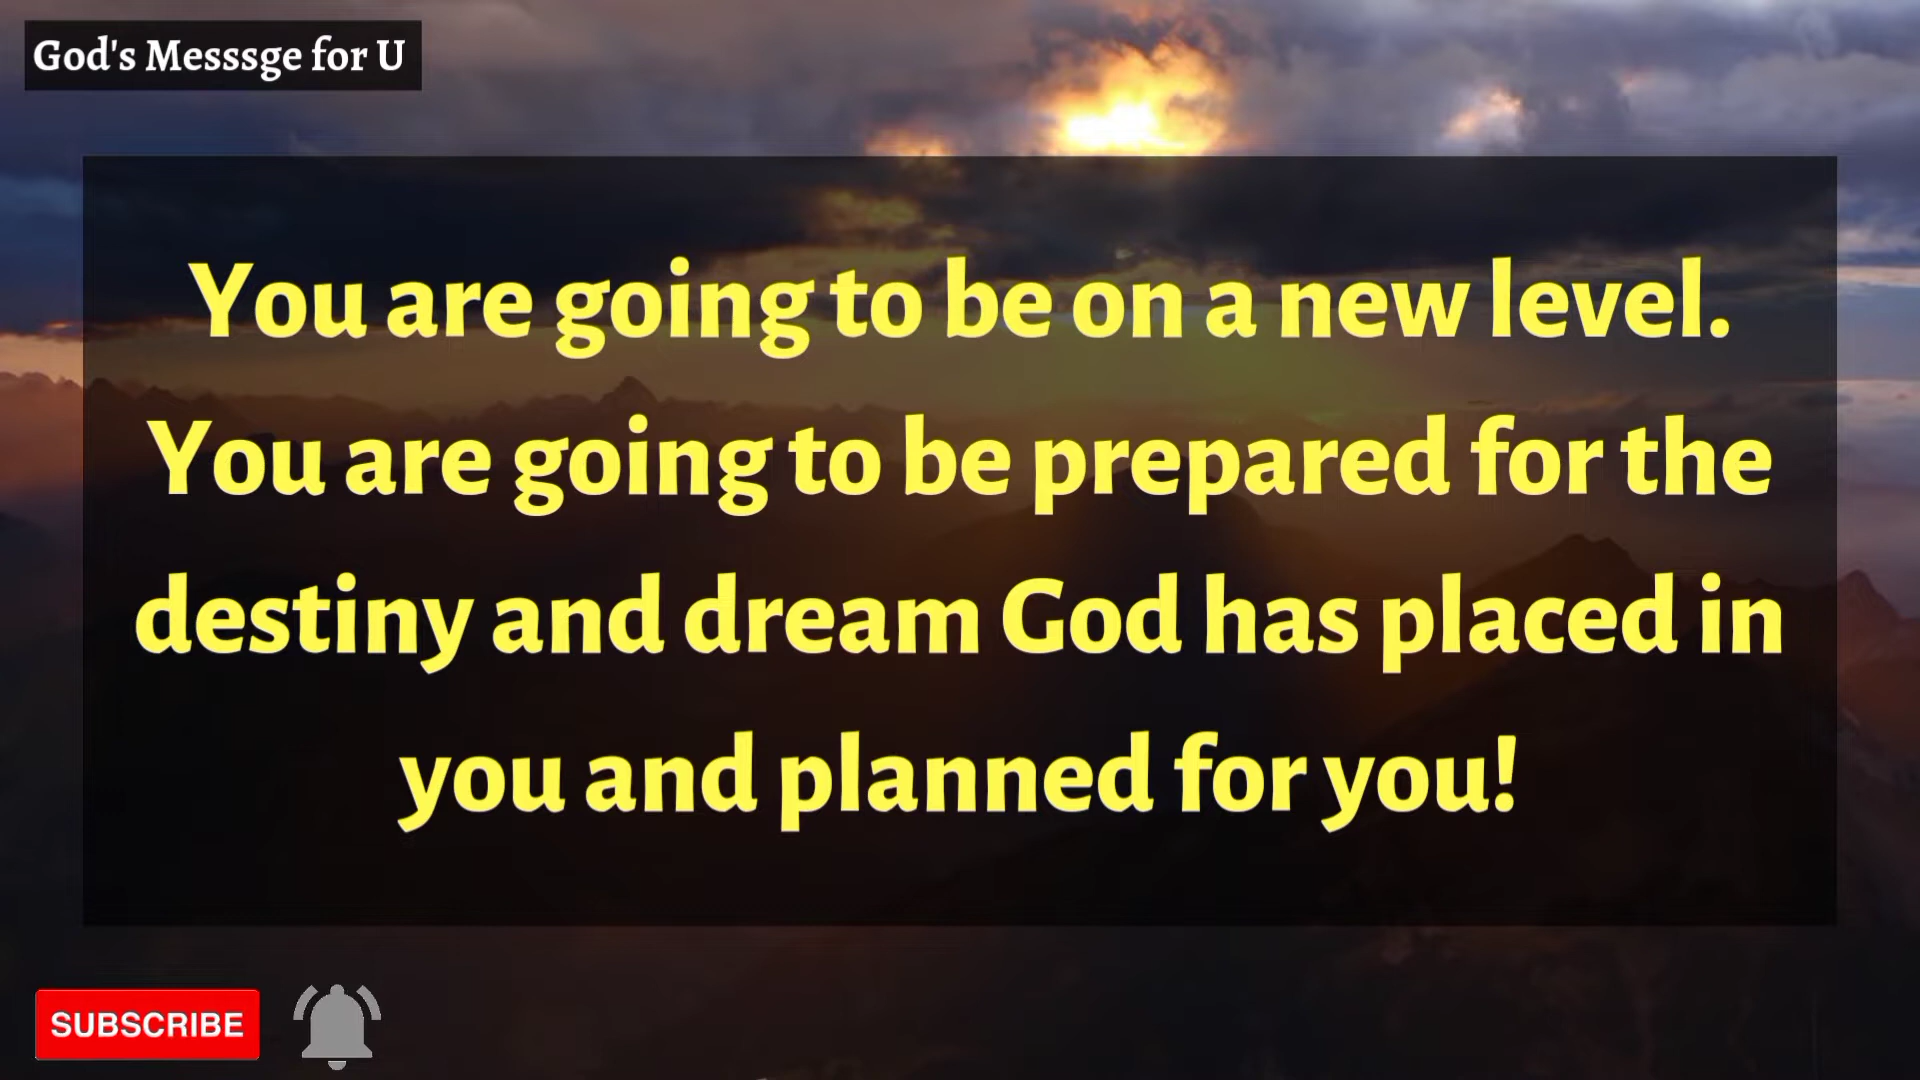 God's Messsge for U
You are going to be on a new level.
You are going to be prepared for the
destiny and dream God has placed in
you and planned for you!
SUBSCRIBE